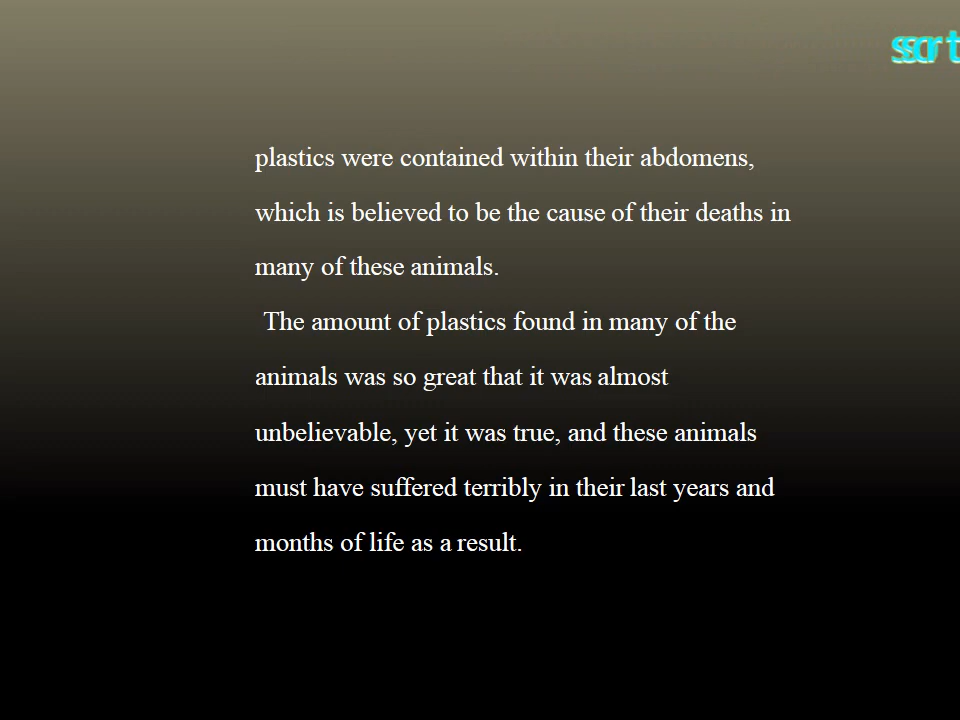 plastics were contained within their abdomens,
which is believed to be the cause of their deaths in
many of these animals.
The amount of plastics found in many of the
animals was so great that it was almost
unbelievable, yet it was true, and these animals
must have suffered terribly in their last years and
months of life as a result.